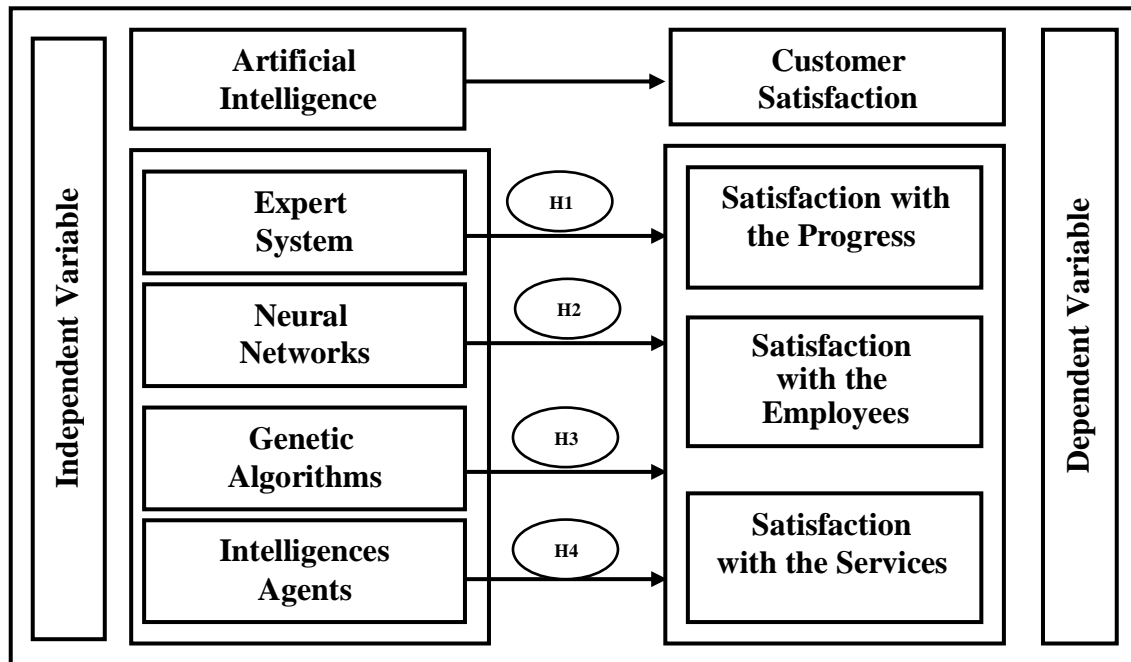 Independent Variable
Artificial
Intelligence
Customer
Satisfaction
Expert
System
H1
Satisfaction with
the Progress
Neural
Networks
H2
Satisfaction
with the
Employees
Genetic
Algorithms
H3
Intelligences
Agents
H4
Satisfaction
with the Services
Dependent Variable